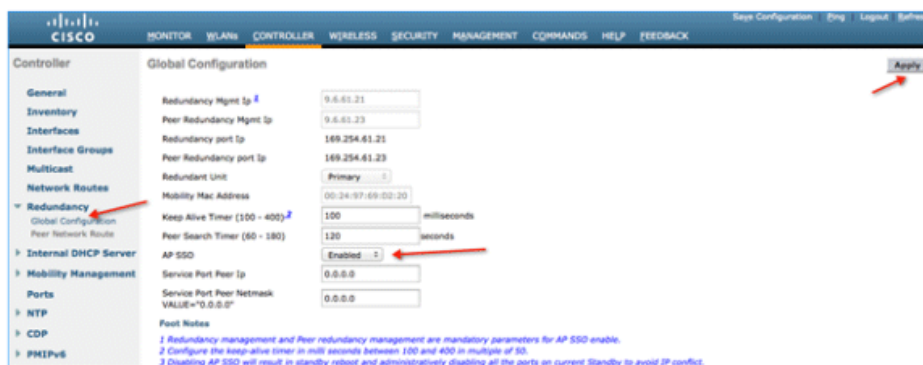 Save Configuration | Ping | Logout | Refresh
CISCO
MONITOR WLANs CONTROLLER WIRELESS SECURITY MANAGEMENT COMMANDS HELP FEEDBACK
Controller
Global Configuration
Apply
General
Inventory
Interfaces
Interface Groups
Multicast
Network Routes
Redundancy
Global Configuration
Peer Network Route
Internal DHCP Server
Mobility Management
Ports
NTP
CDP
PMIPv6
Redundancy Mgmt Ip 1 9.6.61.21
Peer Redundancy Mgmt Ip 9.6.61.23
Redundancy port Ip 169.254.61.21
Peer Redundancy port Ip 169.254.61.23
Redundant Unit Primary
Mobility Mac Address 00:24:97:69:02:20
Keep Alive Timer (100 - 400) 2 100 milliseconds
Peer Search Timer (60 - 180) 120 seconds
AP SSO Enabled
Service Port Peer Ip 0.0.0.0
Service Port Peer Netmask
VALUE="0.0.0.0" 0.0.0.0
Foot Notes
1 Redundancy management and Peer redundancy management are mandatory parameters for AP SSO enable.
2 Configure the keep-alive timer in milli seconds between 100 and 400 in multiple of 50.
3 Disabling AP SSO will result in standby reboot and administratively disabling all the ports on current Standby to avoid IP conflict.